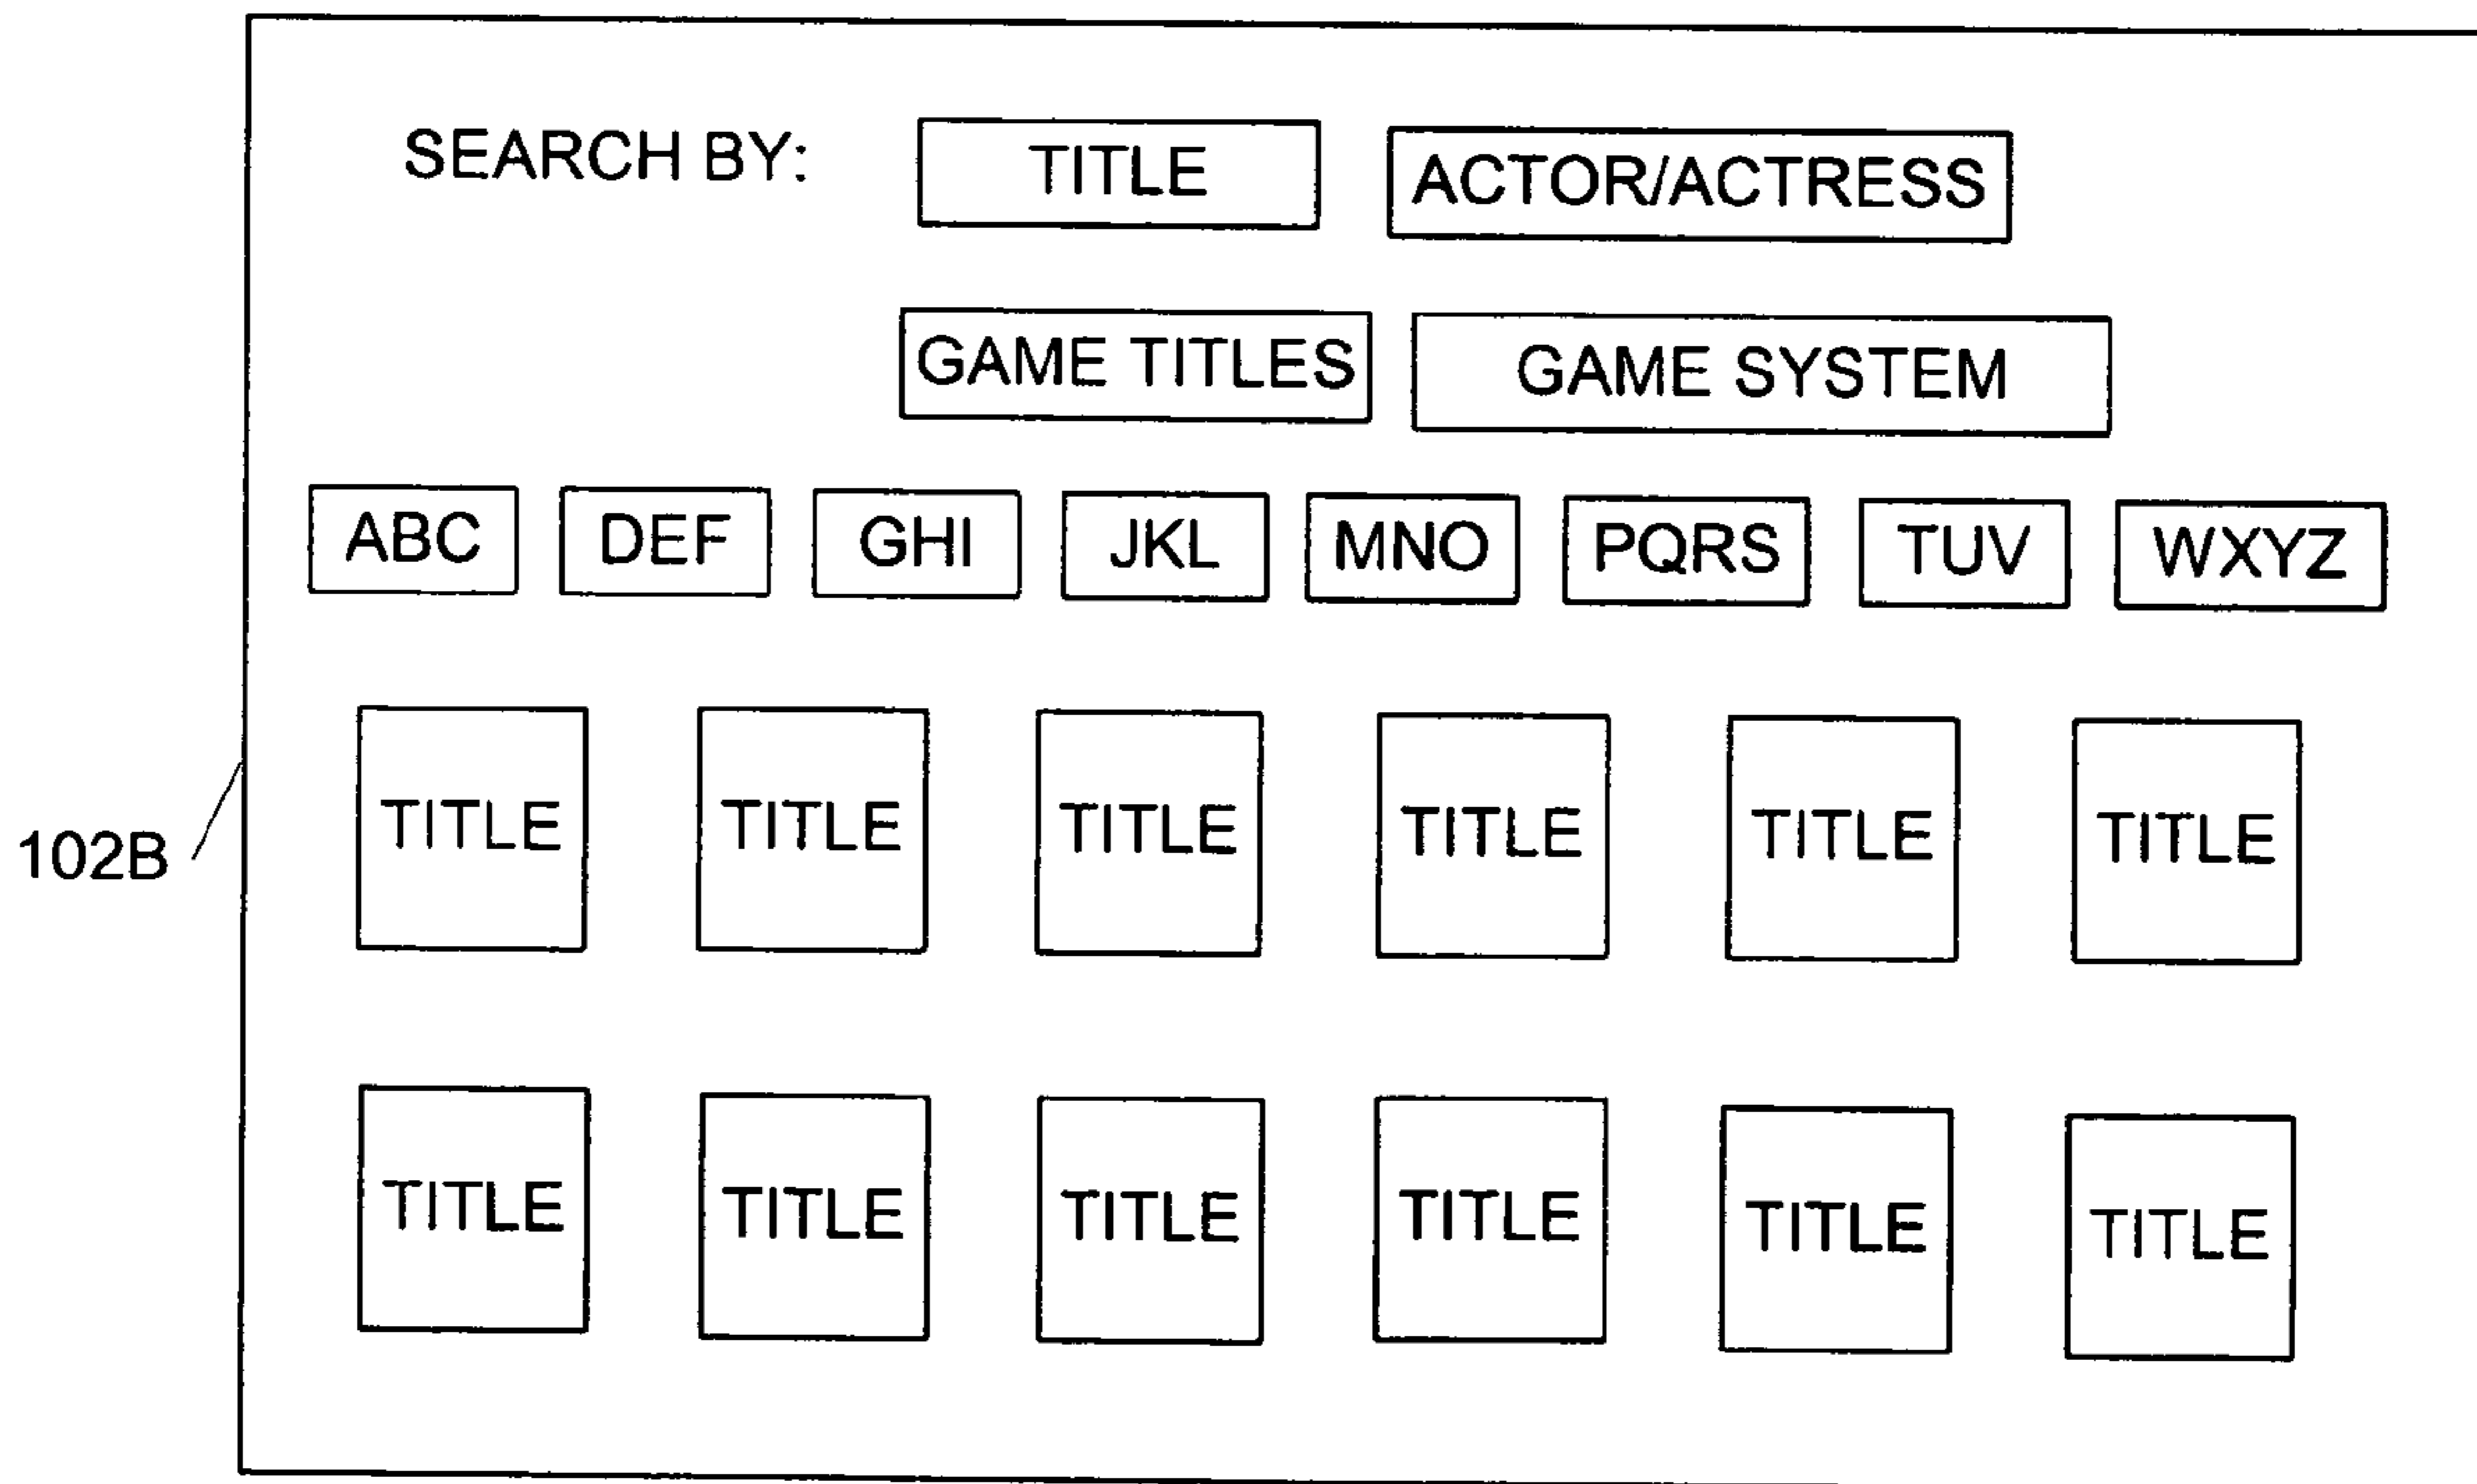 SEARCH BY: TITLE ACTOR/ACTRESS
GAME TITLES GAME SYSTEM
ABC DEF GHI JKL MNO PQRS TUV WXYZ
TITLE TITLE TITLE TITLE TITLE TITLE
102B
TITLE TITLE TITLE TITLE TITLE TITLE